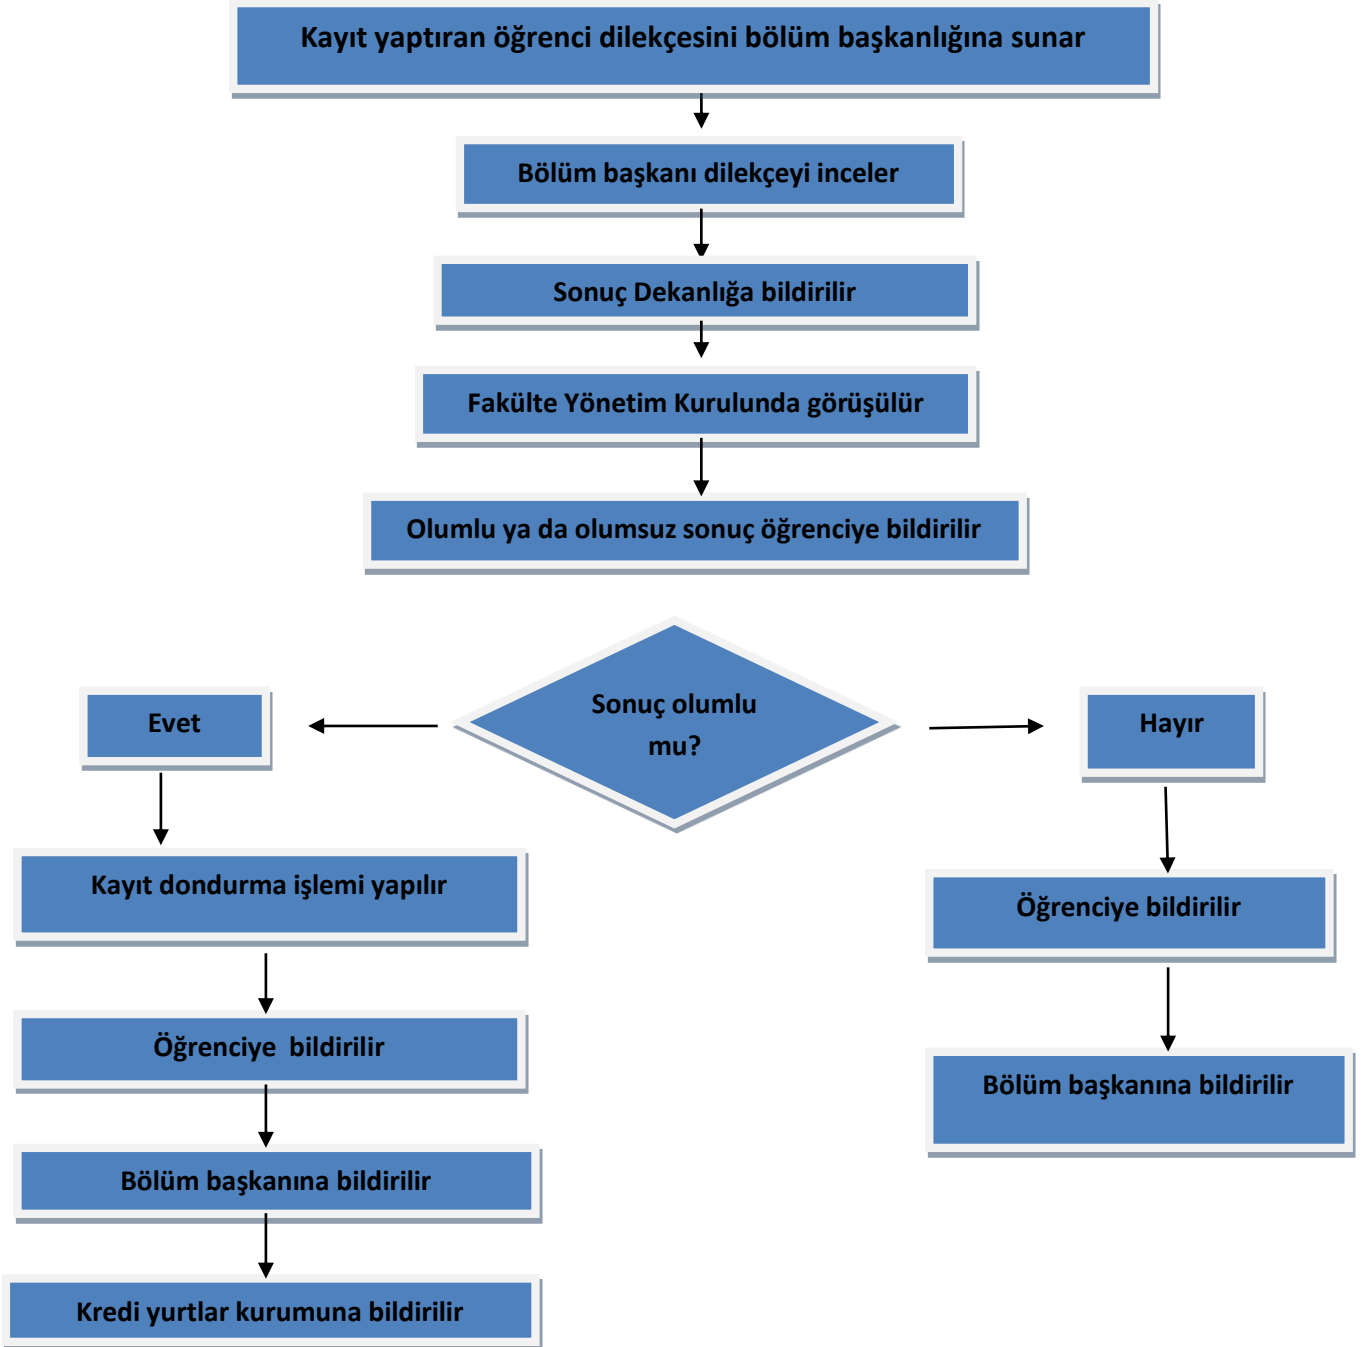 Kayıt yaptıran öğrenci dilekçesini bölüm başkanlığına sunar
Bölüm başkanı dilekçeyi inceler
Sonuç Dekanlığa bildirilir
Fakülte Yönetim Kurulunda görüşülür
Olumlu ya da olumsuz sonuç öğrenciye bildirilir
Sonuç olumlu
mu?
Evet
Kayıt dondurma işlemi yapılır
Öğrenciye bildirilir
Bölüm başkanına bildirilir
Kredi yurtlar kurumuna bildirilir
Hayır
Öğrenciye bildirilir
Bölüm başkanına bildirilir